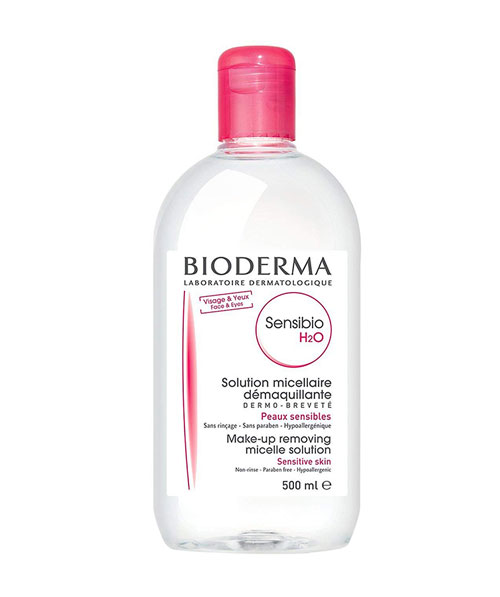 BIODERMA
LABORATOIRE DERMATOLOGIQUE
Visage & Yeux
Face & Eyes
Sensibio
H2O
Solution micellaire
démaquillante
DERMO-BREVETÉ
Peaux sensibles
Sans rinçage - Sans paraben - Hypoallergénique
Make-up removing
micelle solution
Sensitive skin
Non-rinse - Paraben free - Hypoallergenic
500 ml ℮